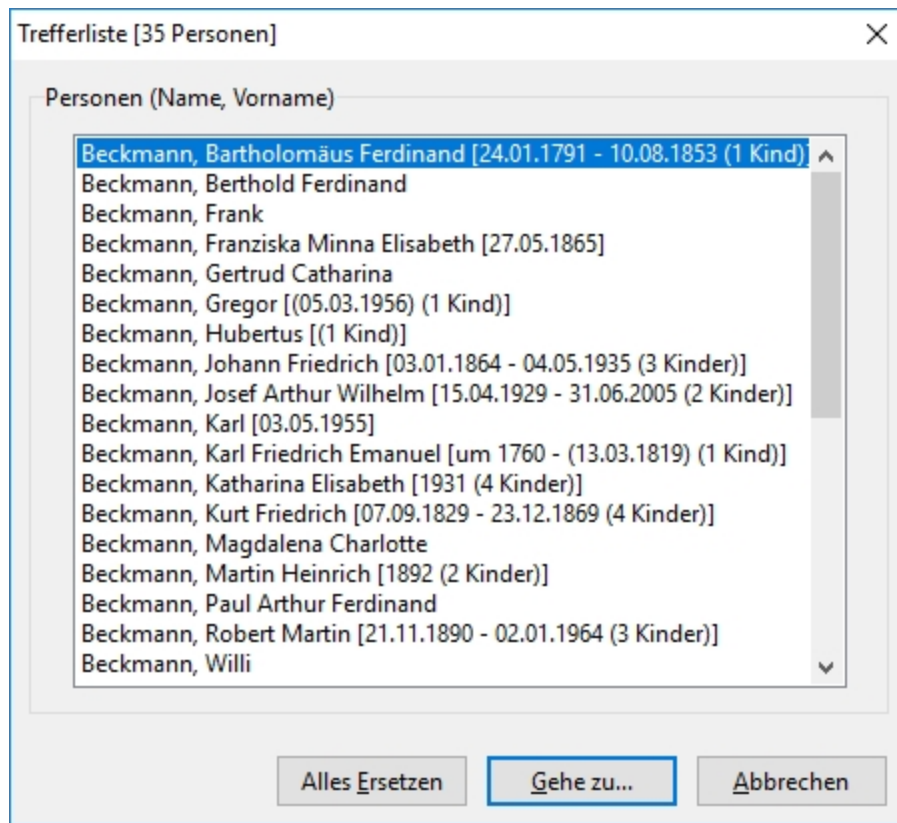 Trefferliste [35 Personen]
Personen (Name, Vorname)
Beckmann, Bartholomäus Ferdinand [24.01.1791 - 10.08.1853 (1 Kind)]
Beckmann, Berthold Ferdinand
Beckmann, Frank
Beckmann, Franziska Minna Elisabeth [27.05.1865]
Beckmann, Gertrud Catharina
Beckmann, Gregor [(05.03.1956) (1 Kind)]
Beckmann, Hubertus [(1 Kind)]
Beckmann, Johann Friedrich [03.01.1864 - 04.05.1935 (3 Kinder)]
Beckmann, Josef Arthur Wilhelm [15.04.1929 - 31.06.2005 (2 Kinder)]
Beckmann, Karl [03.05.1955]
Beckmann, Karl Friedrich Emanuel [um 1760 - (13.03.1819) (1 Kind)]
Beckmann, Katharina Elisabeth [1931 (4 Kinder)]
Beckmann, Kurt Friedrich [07.09.1829 - 23.12.1869 (4 Kinder)]
Beckmann, Magdalena Charlotte
Beckmann, Martin Heinrich [1892 (2 Kinder)]
Beckmann, Paul Arthur Ferdinand
Beckmann, Robert Martin [21.11.1890 - 02.01.1964 (3 Kinder)]
Beckmann, Willi
Alles Ersetzen Gehe zu... Abbrechen